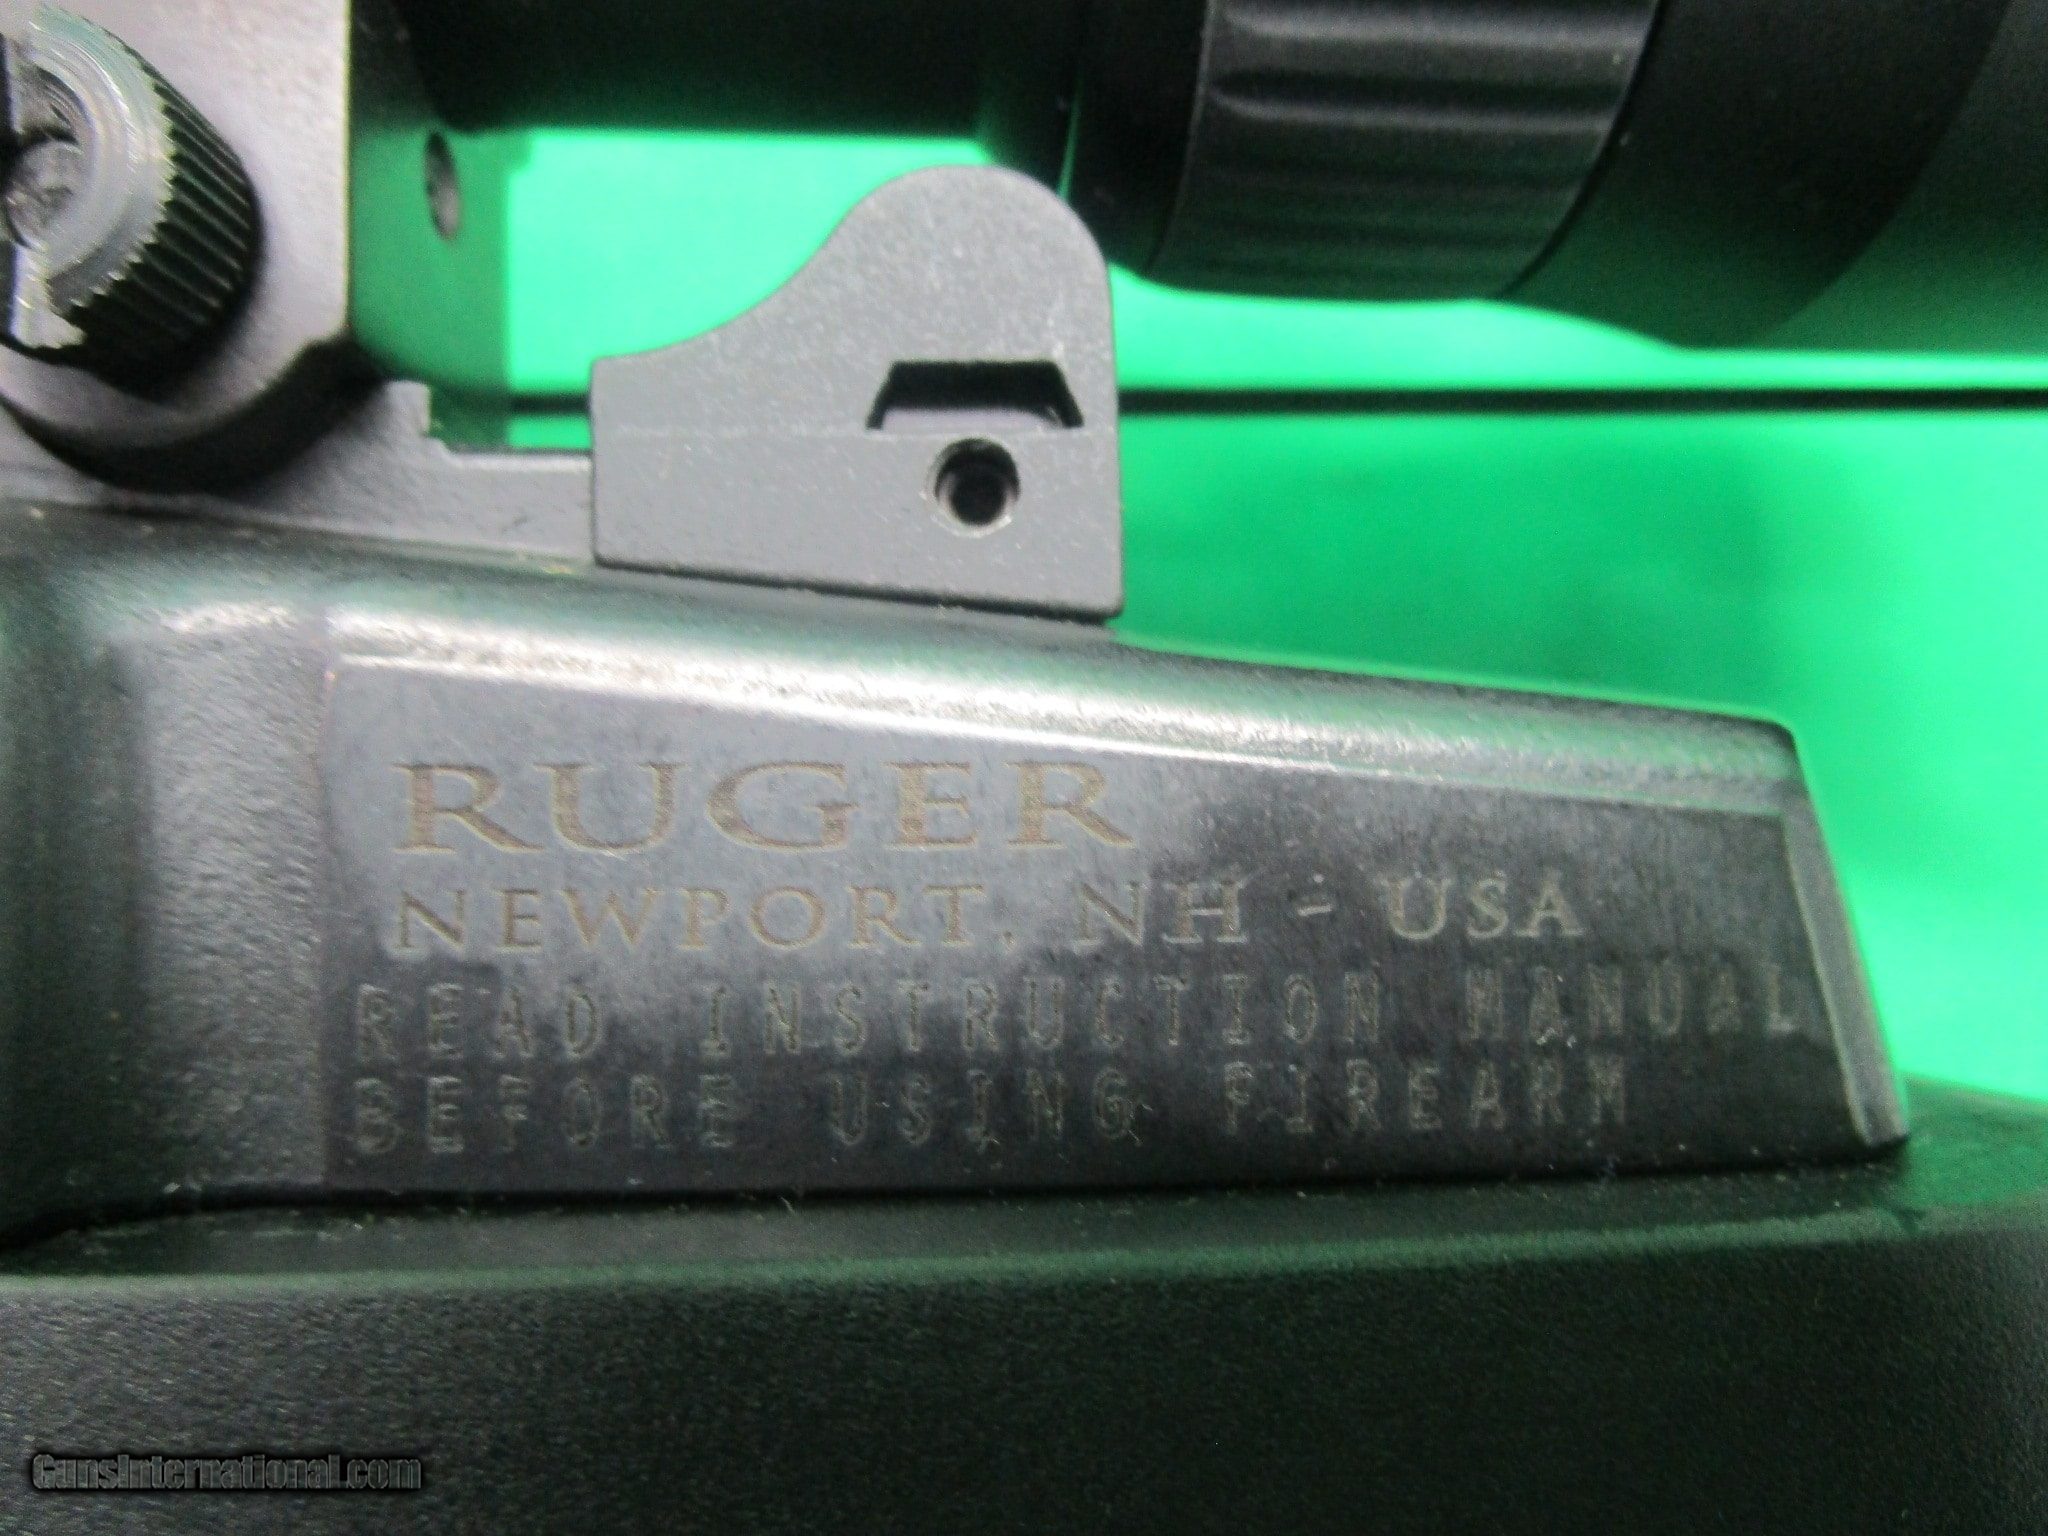 RUGER
NEWPORT, NH - USA
READ INSTRUCTION MANUAL
BEFORE USING FIREARM
GunsInternational.com